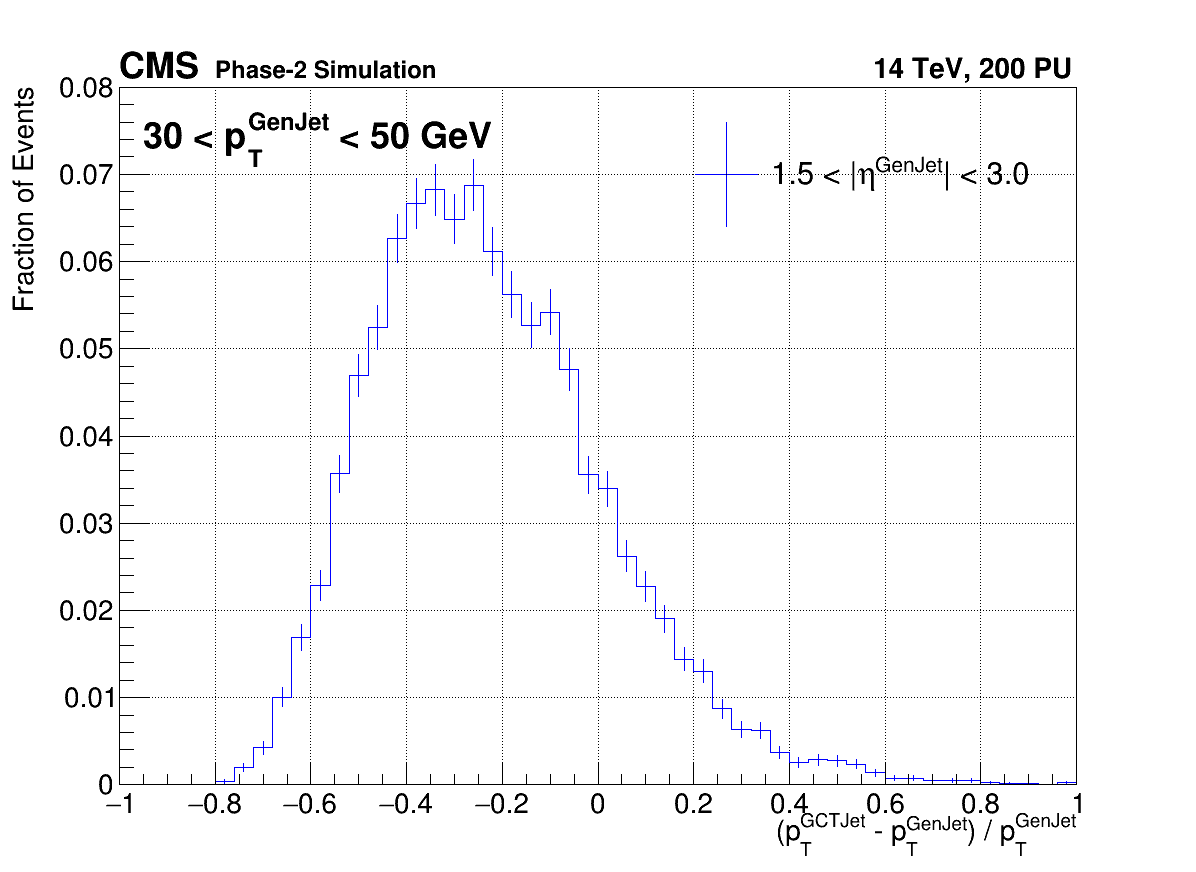 CMS Phase-2 Simulation 14 TeV, 200 PU
Fraction of Events
30 < p_T^GenJet < 50 GeV
1.5 < |η^GenJet| < 3.0
0.08
0.07
0.06
0.05
0.04
0.03
0.02
0.01
0
−1 −0.8 −0.6 −0.4 −0.2 0 0.2 0.4 0.6 0.8 1
(p_T^GCTJet - p_T^GenJet) / p_T^GenJet